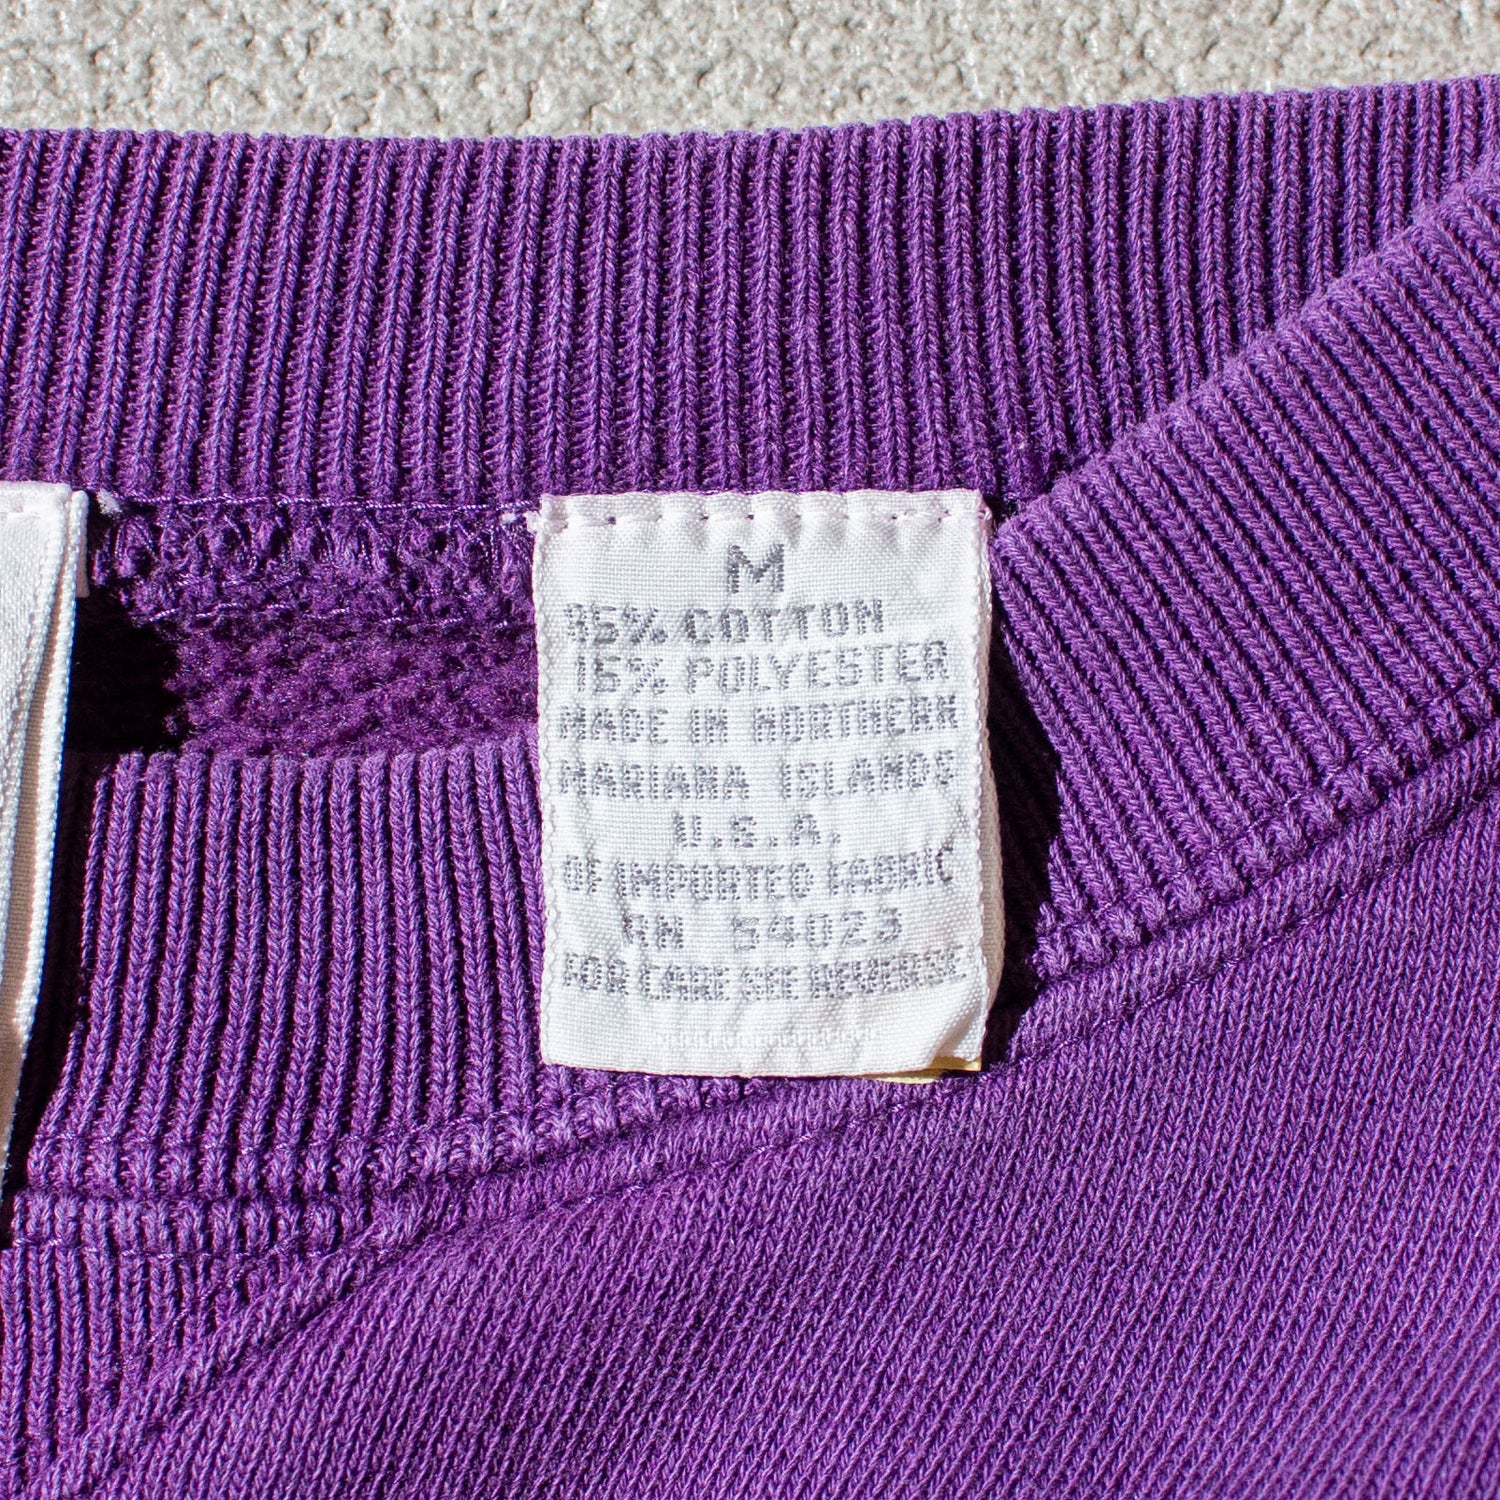 M
85% COTTON
15% POLYESTER
MADE IN NORTHERN
MARIANA ISLANDS
U.S.A.
OF IMPORTED FABRIC
RN 54023
FOR CARE SEE REVERSE